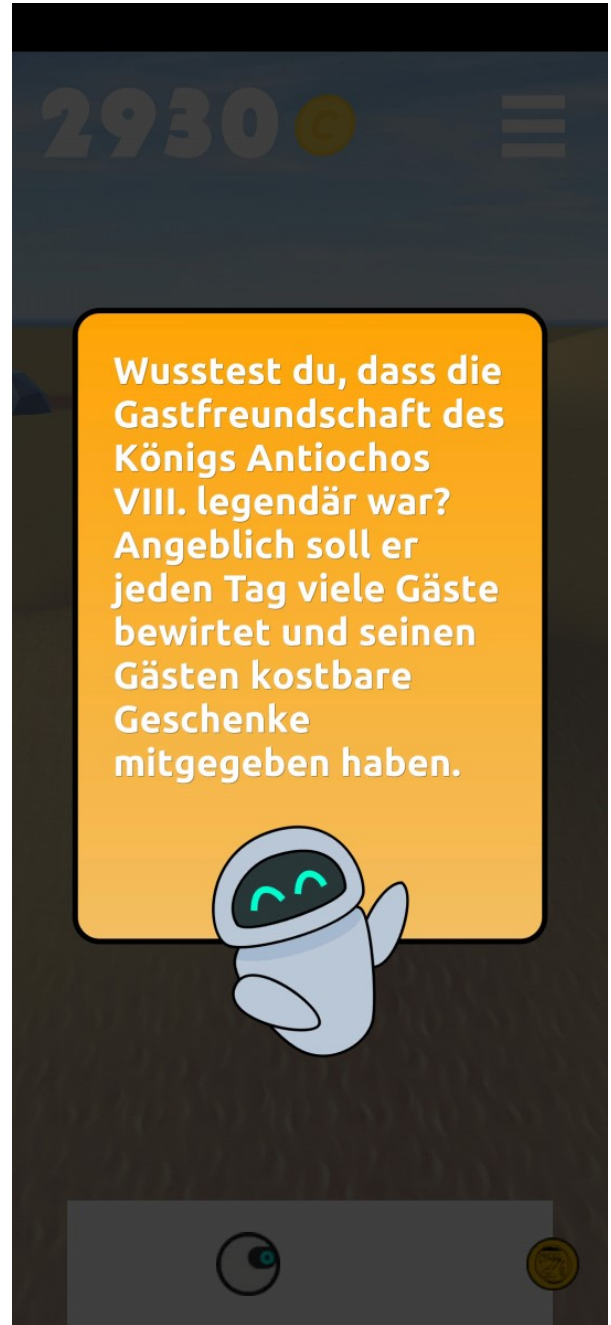 2930 C
Wusstest du, dass die
Gastfreundschaft des
Königs Antiochos
VIII. legendär war?
Angeblich soll er
jeden Tag viele Gäste
bewirtet und seinen
Gästen kostbare
Geschenke
mitgegeben haben.